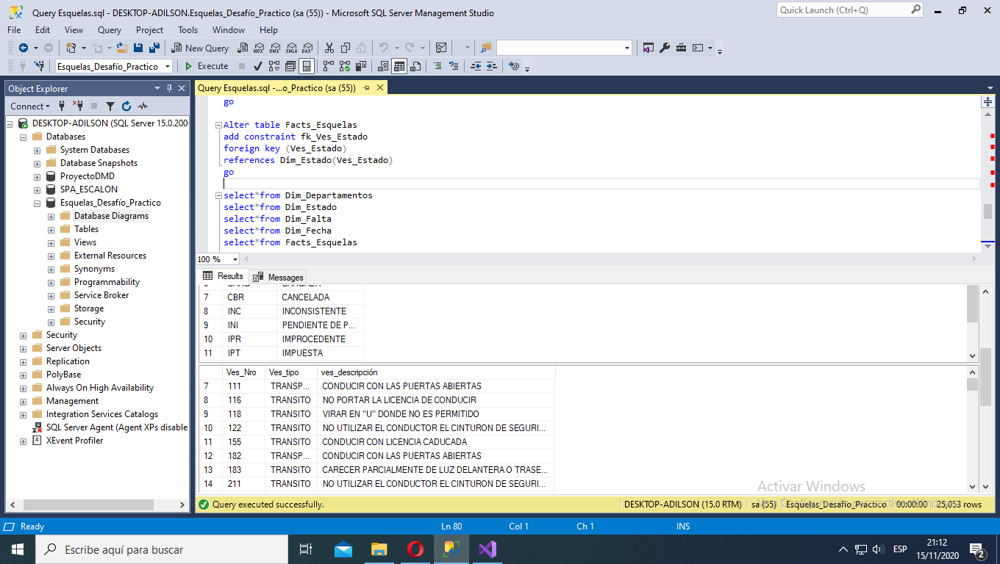 Query Esquelas.sql - DESKTOP-ADILSON.Esquelas_Desafío_Practico (sa (55)) - Microsoft SQL Server Management Studio
Quick Launch (Ctrl+Q)
File Edit View Query Project Tools Window Help
New Query
MDX DMX XMLA DAX
Esquelas_Desafío_Practico
Execute
Object Explorer
Connect
DESKTOP-ADILSON (SQL Server 15.0.200
Databases
System Databases
Database Snapshots
ProyectoDMD
SPA_ESCALON
Esquelas_Desafío_Practico
Database Diagrams
Tables
Views
External Resources
Synonyms
Programmability
Service Broker
Storage
Security
Security
Server Objects
Replication
PolyBase
Always On High Availability
Management
Integration Services Catalogs
SQL Server Agent (Agent XPs disable
XEvent Profiler
Query Esquelas.sql -...o_Practico (sa (55))
go
Alter table Facts_Esquelas
add constraint fk_Ves_Estado
foreign key (Ves_Estado)
references Dim_Estado(Ves_Estado)
go
select*from Dim_Departamentos
select*from Dim_Estado
select*from Dim_Falta
select*from Dim_Fecha
select*from Facts_Esquelas
100 %
Results Messages
7 CBR CANCELADA
8 INC INCONSISTENTE
9 INI PENDIENTE DE P...
10 IPR IMPROCEDENTE
11 IPT IMPUESTA
Ves_Nro Ves_tipo ves_descripción
7 111 TRANSP... CONDUCIR CON LAS PUERTAS ABIERTAS
8 116 TRANSITO NO PORTAR LA LICENCIA DE CONDUCIR
9 118 TRANSITO VIRAR EN "U" DONDE NO ES PERMITIDO
10 122 TRANSITO NO UTILIZAR EL CONDUCTOR EL CINTURON DE SEGURI...
11 155 TRANSITO CONDUCIR CON LICENCIA CADUCADA
12 182 TRANSP... CONDUCIR CON LAS PUERTAS ABIERTAS
13 183 TRANSITO CARECER PARCIALMENTE DE LUZ DELANTERA O TRASE...
14 211 TRANSITO NO UTILIZAR EL CONDUCTOR EL CINTURON DE SEGURI...
Activar Windows
Query executed successfully.
DESKTOP-ADILSON (15.0 RTM) sa (55) Esquelas_Desafío_Practico 00:00:00 25,053 rows
Ready
Ln 80 Col 1 Ch 1 INS
Escribe aquí para buscar
ESP
21:12
15/11/2020
2